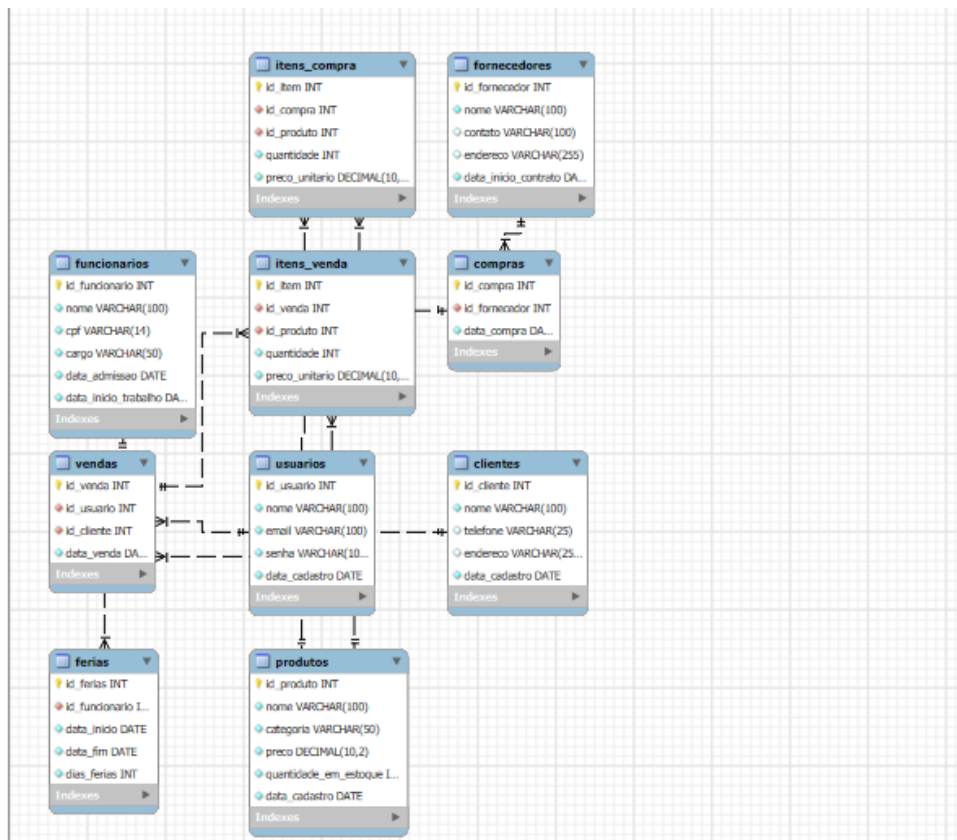 itens_compra
id_item INT
id_compra INT
id_produto INT
quantidade INT
preco_unitario DECIMAL(10,...
Indexes
fornecedores
id_fornecedor INT
nome VARCHAR(100)
contato VARCHAR(100)
endereco VARCHAR(255)
data_inicio_contrato DA...
Indexes
funcionarios
id_funcionario INT
nome VARCHAR(100)
cpf VARCHAR(14)
cargo VARCHAR(50)
data_admissao DATE
data_inicio_trabalho DA...
Indexes
itens_venda
id_item INT
id_venda INT
id_produto INT
quantidade INT
preco_unitario DECIMAL(10,...
Indexes
compras
id_compra INT
id_fornecedor INT
data_compra DA...
Indexes
vendas
id_venda INT
id_usuario INT
id_cliente INT
data_venda DA...
Indexes
usuarios
id_usuario INT
nome VARCHAR(100)
email VARCHAR(100)
senha VARCHAR(10...
data_cadastro DATE
Indexes
clientes
id_cliente INT
nome VARCHAR(100)
telefone VARCHAR(25)
endereco VARCHAR(25...
data_cadastro DATE
Indexes
ferias
id_ferias INT
id_funcionario I...
data_inicio DATE
data_fim DATE
dias_ferias INT
Indexes
produtos
id_produto INT
nome VARCHAR(100)
categoria VARCHAR(50)
preco DECIMAL(10,2)
quantidade_em_estoque I...
data_cadastro DATE
Indexes